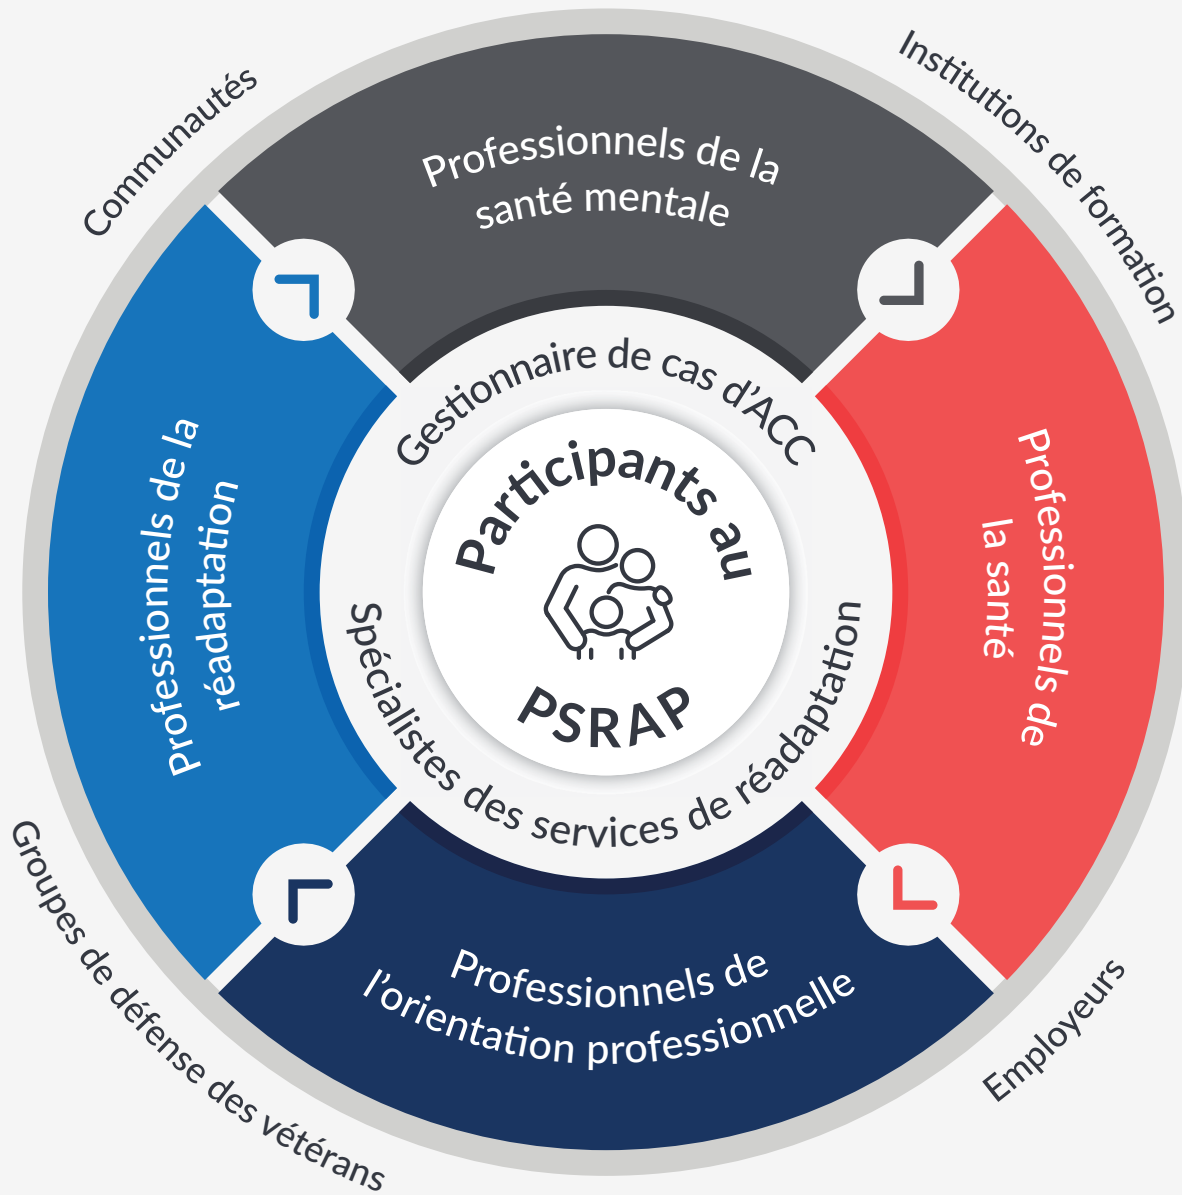 Communautés
Institutions de formation
Professionnels de la
santé mentale
Gestionnaire de cas d'ACC
Participants au
PSRAP
Spécialistes des services de réadaptation
Professionnels de la
réadaptation
Professionnels de
la santé
Professionnels de
l'orientation professionnelle
Groupes de défense des vétérans
Employeurs